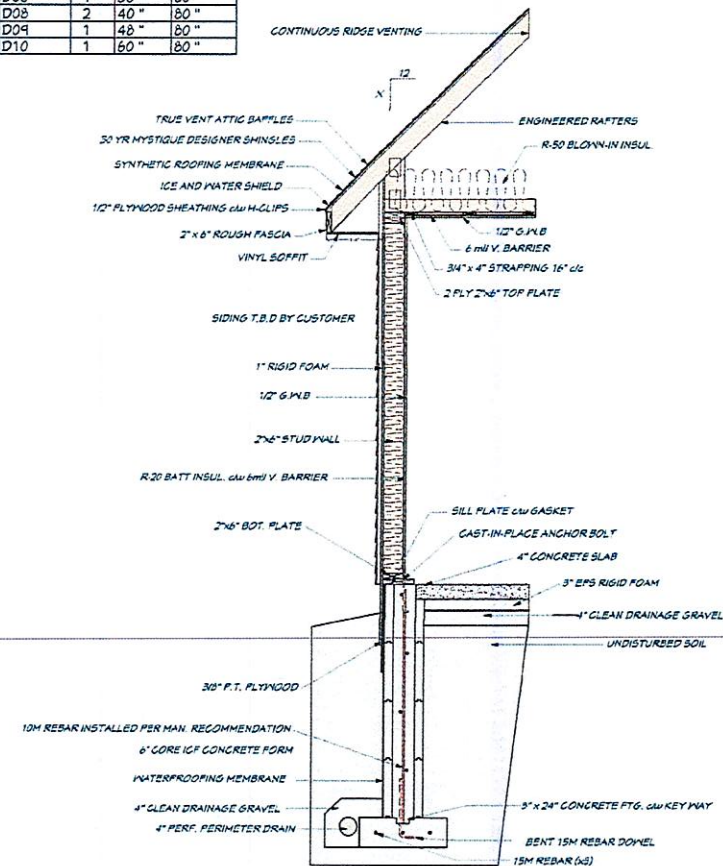 D08 2 40" 80"
D09 1 48" 80"
D10 1 60" 80"
CONTINUOUS RIDGE VENTING
12
X
TRUE VENT ATTIC BAFFLES
ENGINEERED RAFTERS
30 YR MYSTIQUE DESIGNER SHINGLES
R-50 BLOWN-IN INSUL.
SYNTHETIC ROOFING MEMBRANE
ICE AND WATER SHIELD
1/2" PLYWOOD SHEATHING c/w H-CLIPS
1/2" G.W.B
2" x 6" ROUGH FASCIA
6 mil V. BARRIER
VINYL SOFFIT
3/4" x 4" STRAPPING 16" c/c
2 PLY 2"x6" TOP PLATE
SIDING T.B.D BY CUSTOMER
1" RIGID FOAM
1/2" G.W.B
2"x6" STUD WALL
R-20 BATT INSUL. c/w 6mil V. BARRIER
SILL PLATE c/w GASKET
2"x6" BOT. PLATE
CAST-IN-PLACE ANCHOR BOLT
4" CONCRETE SLAB
3" EPS RIGID FOAM
4" CLEAN DRAINAGE GRAVEL
UNDISTURBED SOIL
3/8" P.T. PLYWOOD
10M REBAR INSTALLED PER MAN. RECOMMENDATION
6" CORE ICF CONCRETE FORM
WATERPROOFING MEMBRANE
4" CLEAN DRAINAGE GRAVEL
x 24" CONCRETE FTG. c/w KEY WAY
4" PERF. PERIMETER DRAIN
BENT 15M REBAR DOWEL
15M REBAR (x3)